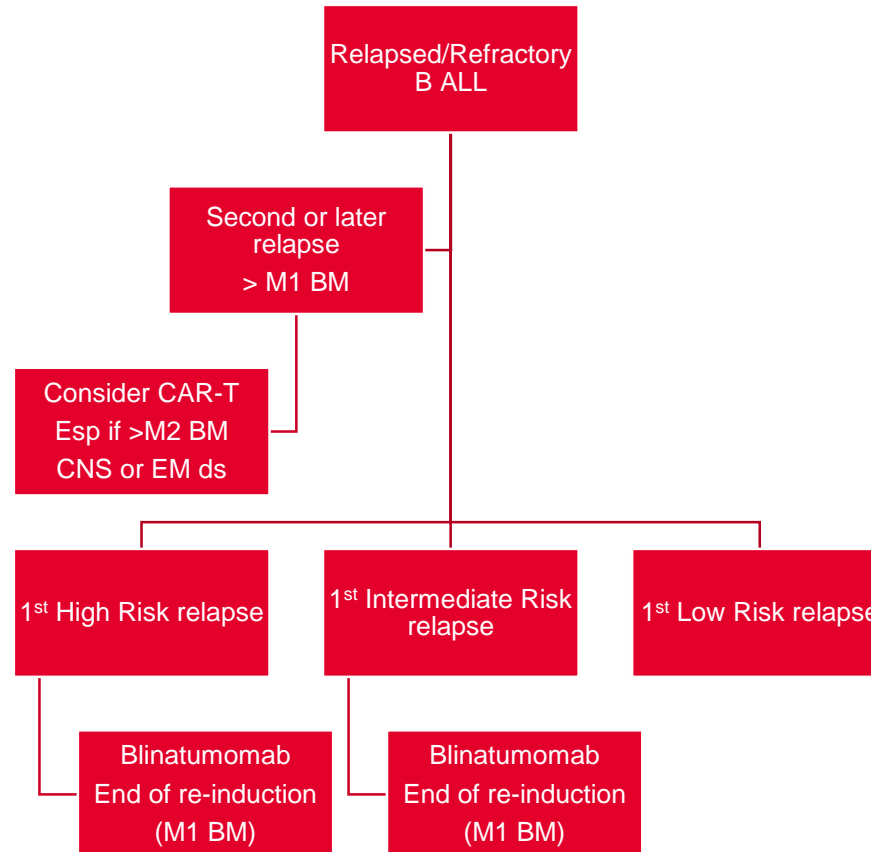 Relapsed/Refractory
B ALL
Second or later
relapse
> M1 BM
Consider CAR-T
Esp if >M2 BM
CNS or EM ds
1st High Risk relapse
1st Intermediate Risk
relapse
1st Low Risk relapse
Blinatumomab
End of re-induction
(M1 BM)
Blinatumomab
End of re-induction
(M1 BM)